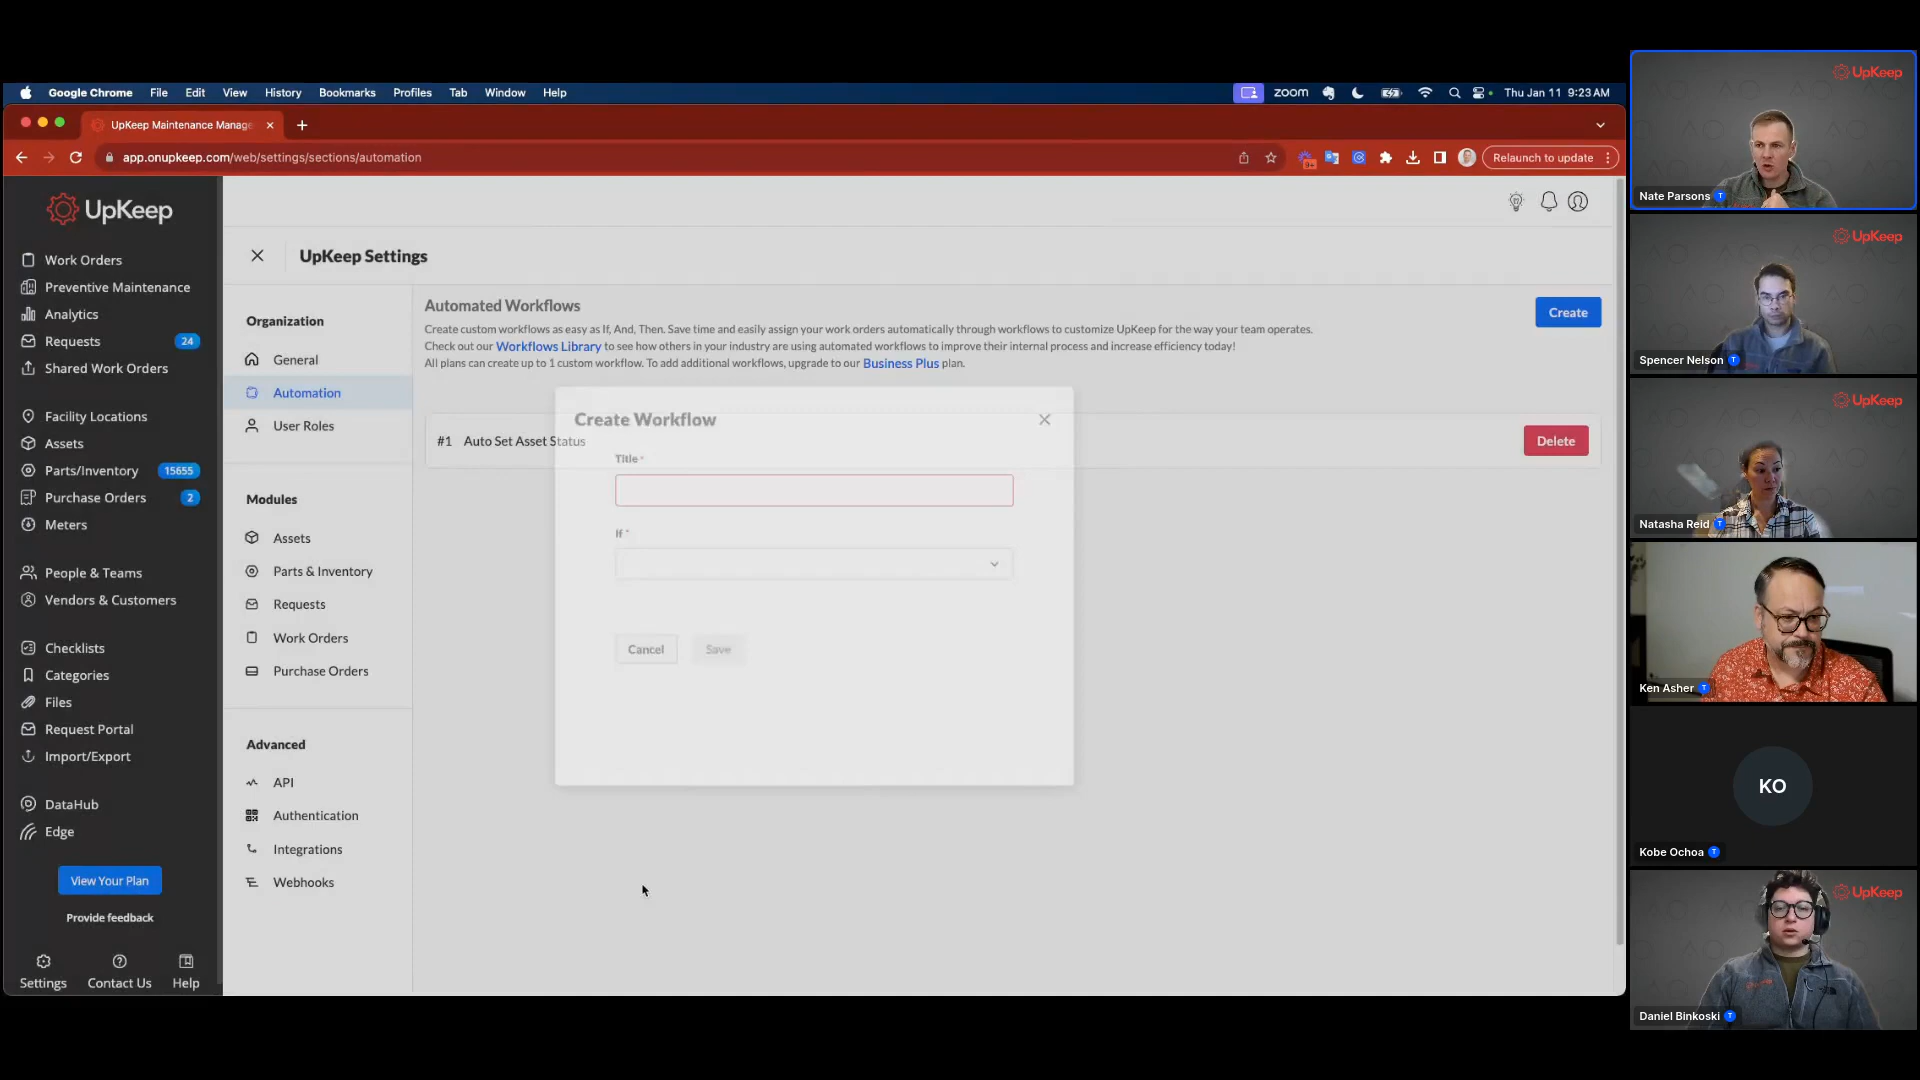 Google Chrome File Edit View History Bookmarks Profiles Tab Window Help
zoom Thu Jan 11 9:23 AM
UpKeep Maintenance Manage
app.onupkeep.com/web/settings/sections/automation
9+
Relaunch to update
UpKeep
Work Orders
Preventive Maintenance
Analytics
Requests 24
Shared Work Orders
Facility Locations
Assets
Parts/Inventory 15655
Purchase Orders 2
Meters
People & Teams
Vendors & Customers
Checklists
Categories
Files
Request Portal
Import/Export
DataHub
Edge
View Your Plan
Provide feedback
Settings Contact Us Help
UpKeep Settings
Organization
General
Automation
User Roles
Modules
Assets
Parts & Inventory
Requests
Work Orders
Purchase Orders
Advanced
API
Authentication
Integrations
Webhooks
Automated Workflows
Create
Create custom workflows as easy as If, And, Then. Save time and easily assign your work orders automatically through workflows to customize UpKeep for the way your team operates.
Check out our Workflows Library to see how others in your industry are using automated workflows to improve their internal process and increase efficiency today!
All plans can create up to 1 custom workflow. To add additional workflows, upgrade to our Business Plus plan.
#1 Auto Set Asset Status
Delete
Create Workflow
Title *
If *
Cancel Save
UpKeep
Nate Parsons T
UpKeep
Spencer Nelson T
UpKeep
Natasha Reid T
Ken Asher T
KO
Kobe Ochoa T
UpKeep
Daniel Binkoski T